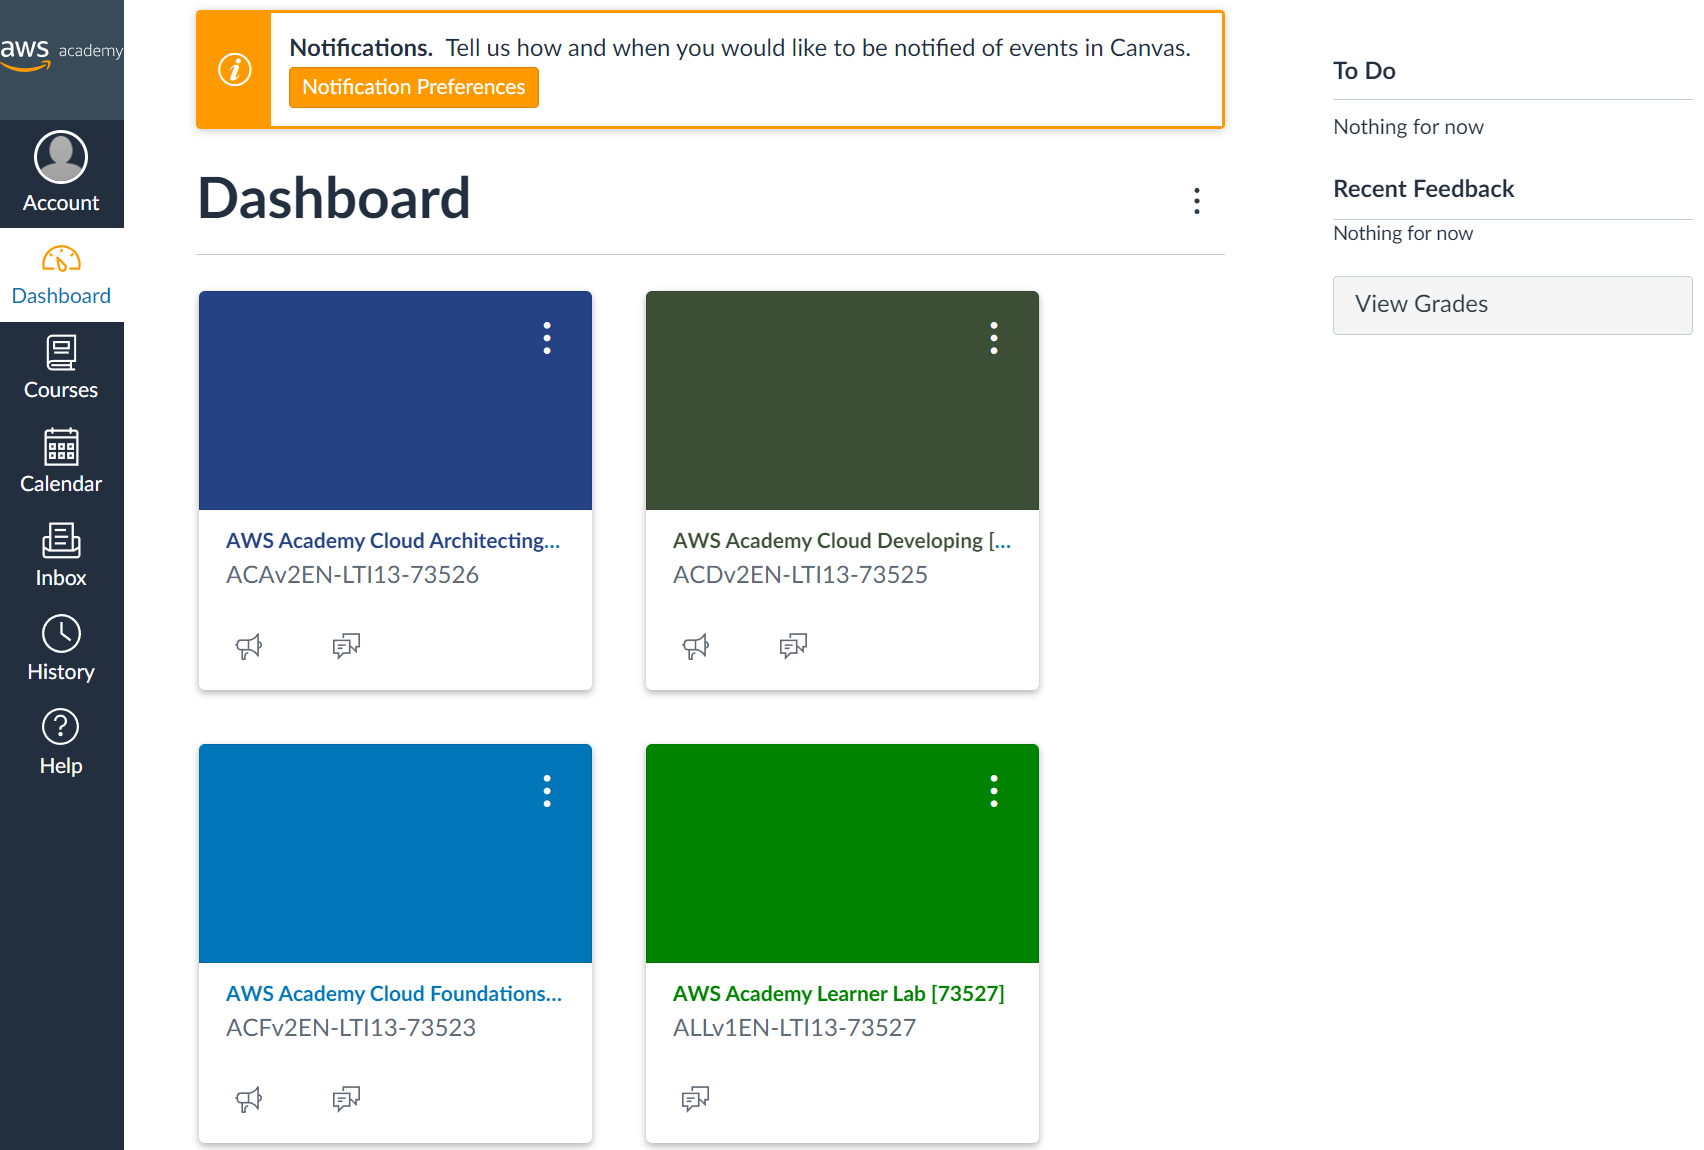 aws academy
Account
Dashboard
Courses
Calendar
Inbox
History
Help
Notifications. Tell us how and when you would like to be notified of events in Canvas.
Notification Preferences
Dashboard
AWS Academy Cloud Architecting...
ACAv2EN-LTI13-73526
AWS Academy Cloud Developing [...
ACDv2EN-LTI13-73525
AWS Academy Cloud Foundations...
ACFv2EN-LTI13-73523
AWS Academy Learner Lab [73527]
ALLv1EN-LTI13-73527
To Do
Nothing for now
Recent Feedback
Nothing for now
View Grades